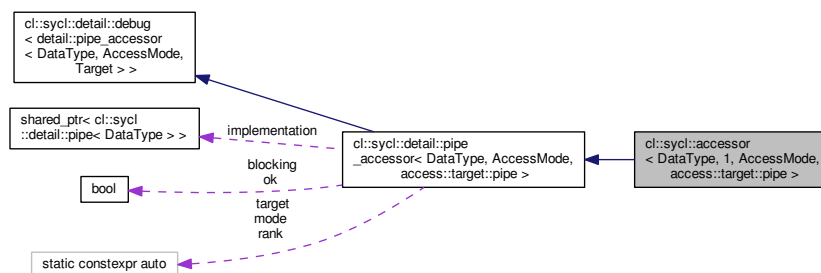 cl::sycl::detail::debug
< detail::pipe_accessor
< DataType, AccessMode,
Target > >
shared_ptr< cl::sycl
::detail::pipe< DataType > >
implementation
cl::sycl::detail::pipe
_accessor< DataType, AccessMode,
access::target::pipe >
cl::sycl::accessor
< DataType, 1, AccessMode,
access::target::pipe >
blocking
ok
bool
target
mode
rank
static constexpr auto